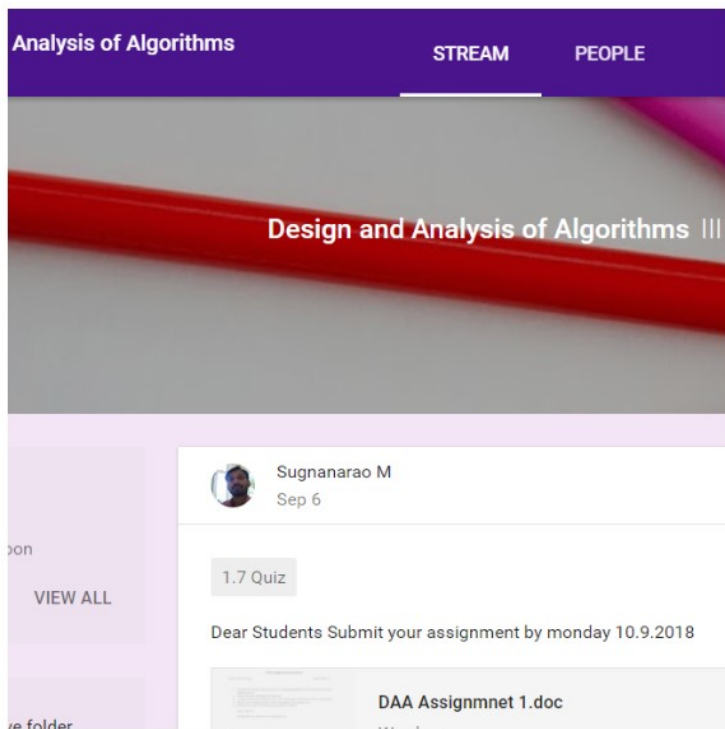 Analysis of Algorithms
STREAM PEOPLE
Design and Analysis of Algorithms III
Sugnanarao M
Sep 6
VIEW ALL
1.7 Quiz
Dear Students Submit your assignment by monday 10.9.2018
DAA Assignmnet 1.doc
folder